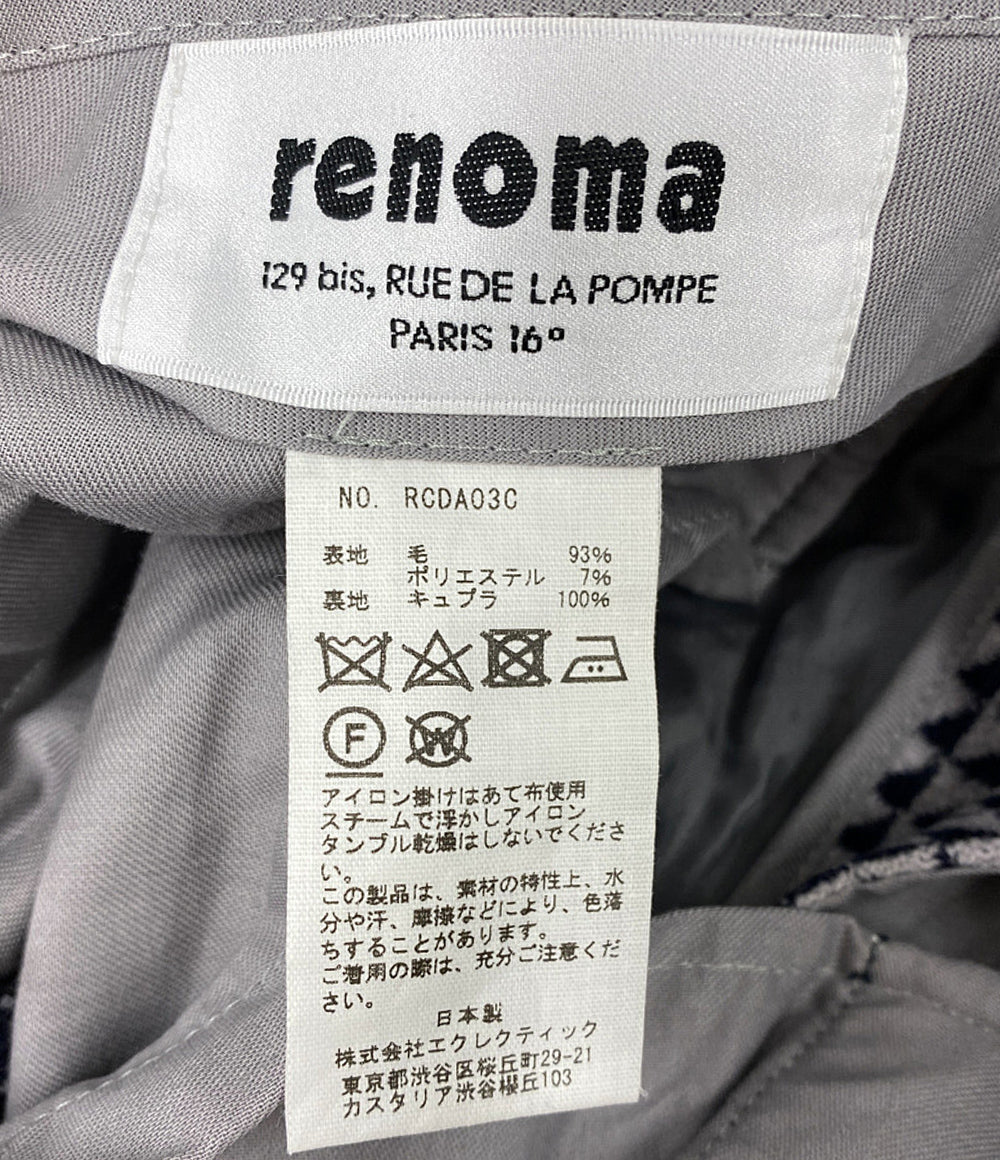 renoma
129 bis, RUE DE LA POMPE
PARIS 16º
NO. RCDA03C
表地 毛 93%
ポリエステル 7%
裏地 キュプラ 100%
F W
アイロン掛けはあて布使用
スチームで浮かしアイロン
タンブル乾燥はしないでくださ
い。
この製品は、素材の特性上、水
分や汗、摩擦などにより、色落
ちすることがあります。
ご着用の際は、充分ご注意くだ
さい。
日本製
株式会社エクレクティック
東京都渋谷区桜丘町29-21
カスタリア渋谷櫻丘103